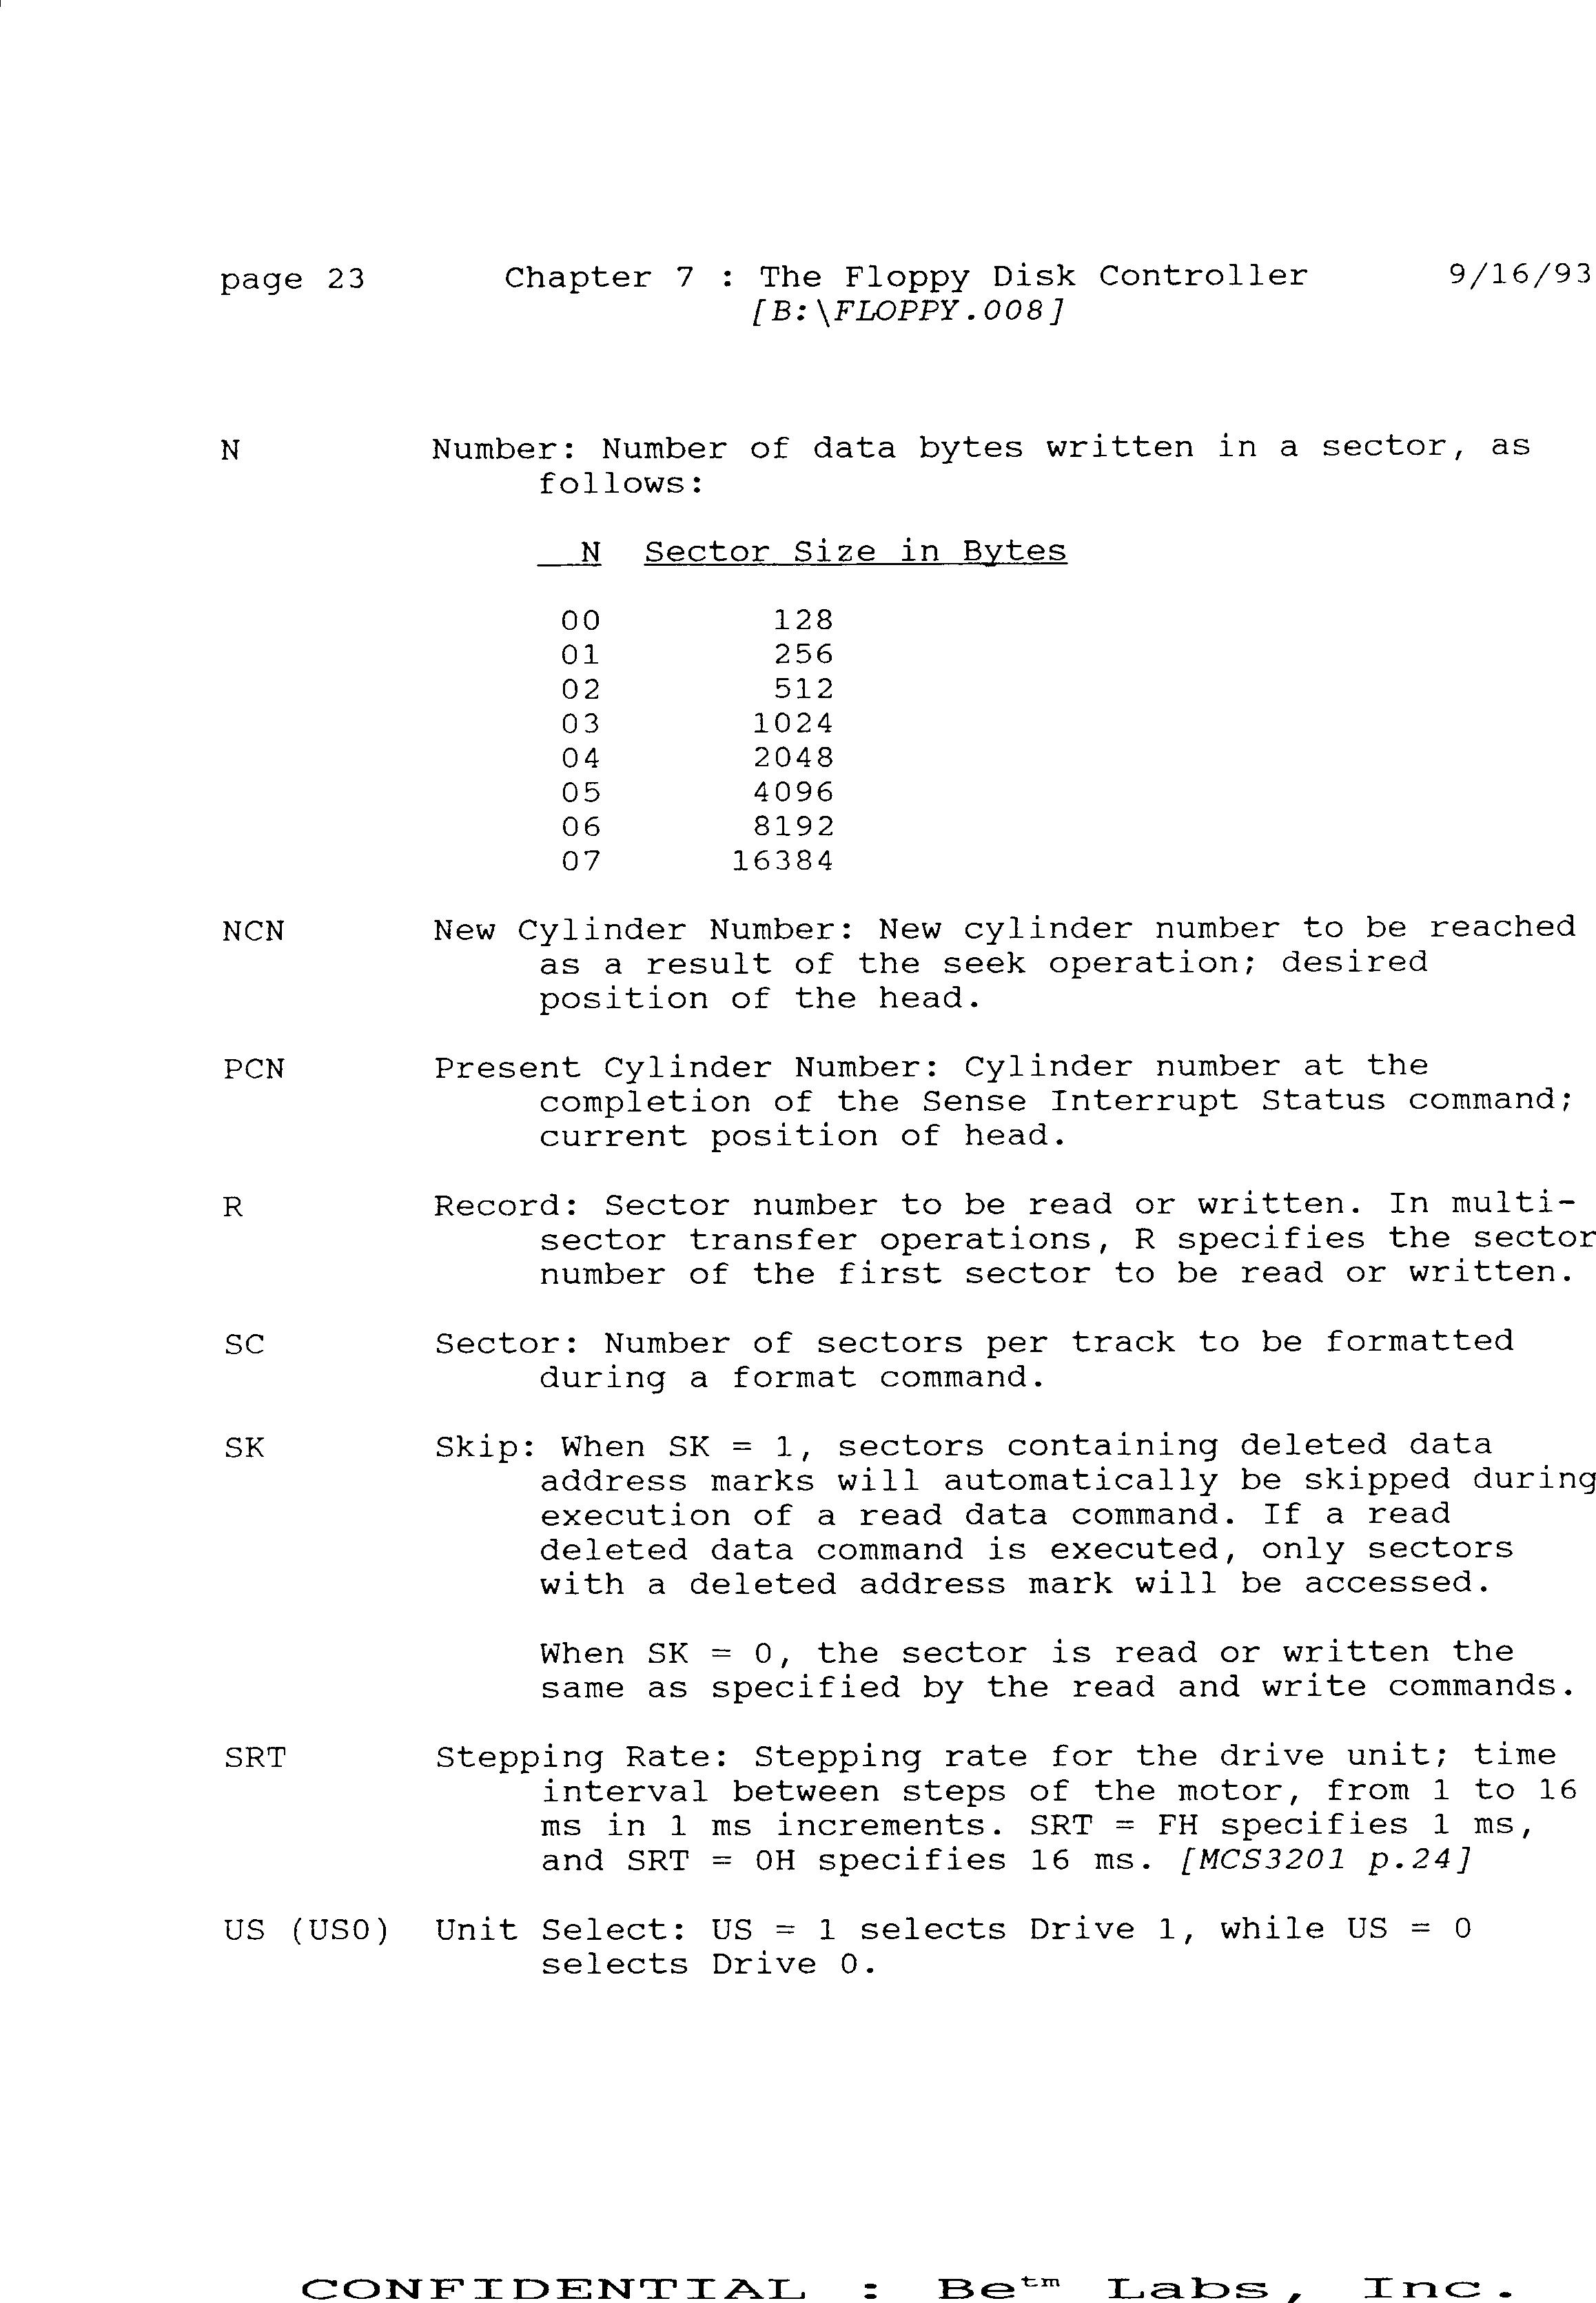 page 23 Chapter 7 : The Floppy Disk Controller 9/16/93
[B:\FLOPPY.008]
N Number: Number of data bytes written in a sector, as
follows:
N Sector Size in Bytes
00 128
01 256
02 512
03 1024
04 2048
05 4096
06 8192
07 16384
NCN New Cylinder Number: New cylinder number to be reached
as a result of the seek operation; desired
position of the head.
PCN Present Cylinder Number: Cylinder number at the
completion of the Sense Interrupt Status command;
current position of head.
R Record: Sector number to be read or written. In multi-
sector transfer operations, R specifies the sector
number of the first sector to be read or written.
SC Sector: Number of sectors per track to be formatted
during a format command.
SK Skip: When SK = 1, sectors containing deleted data
address marks will automatically be skipped during
execution of a read data command. If a read
deleted data command is executed, only sectors
with a deleted address mark will be accessed.
When SK = 0, the sector is read or written the
same as specified by the read and write commands.
SRT Stepping Rate: Stepping rate for the drive unit; time
interval between steps of the motor, from 1 to 16
ms in 1 ms increments. SRT = FH specifies 1 ms,
and SRT = 0H specifies 16 ms. [MCS3201 p.24]
US (US0) Unit Select: US = 1 selects Drive 1, while US = 0
selects Drive 0.
CONFIDENTIAL : Be™ Labs, Inc.